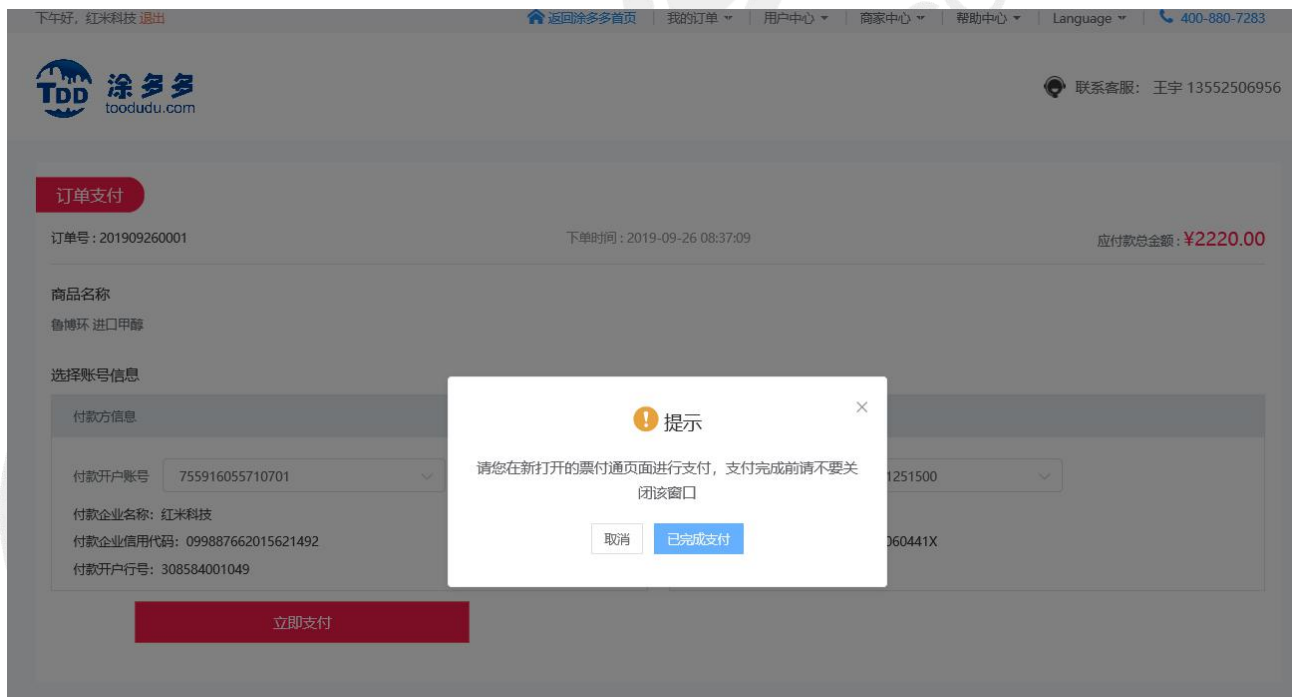 下午好，红米科技 退出 返回涂多多首页 我的订单 用户中心 商家中心 帮助中心 Language 400-880-7283
TDD 涂多多
toodudu.com
联系客服： 王宇 13552506956
订单支付
订单号 : 201909260001 下单时间 : 2019-09-26 08:37:09 应付款总金额 : ¥2220.00
商品名称
鲁博环 进口甲醇
选择账号信息
付款方信息
提示
请您在新打开的票付通页面进行支付，支付完成前请不要关
闭该窗口
取消 已完成支付
付款开户账号 755916055710701 1251500
付款企业名称：红米科技
付款企业信用代码：099887662015621492 060441X
付款开户行号：308584001049
立即支付